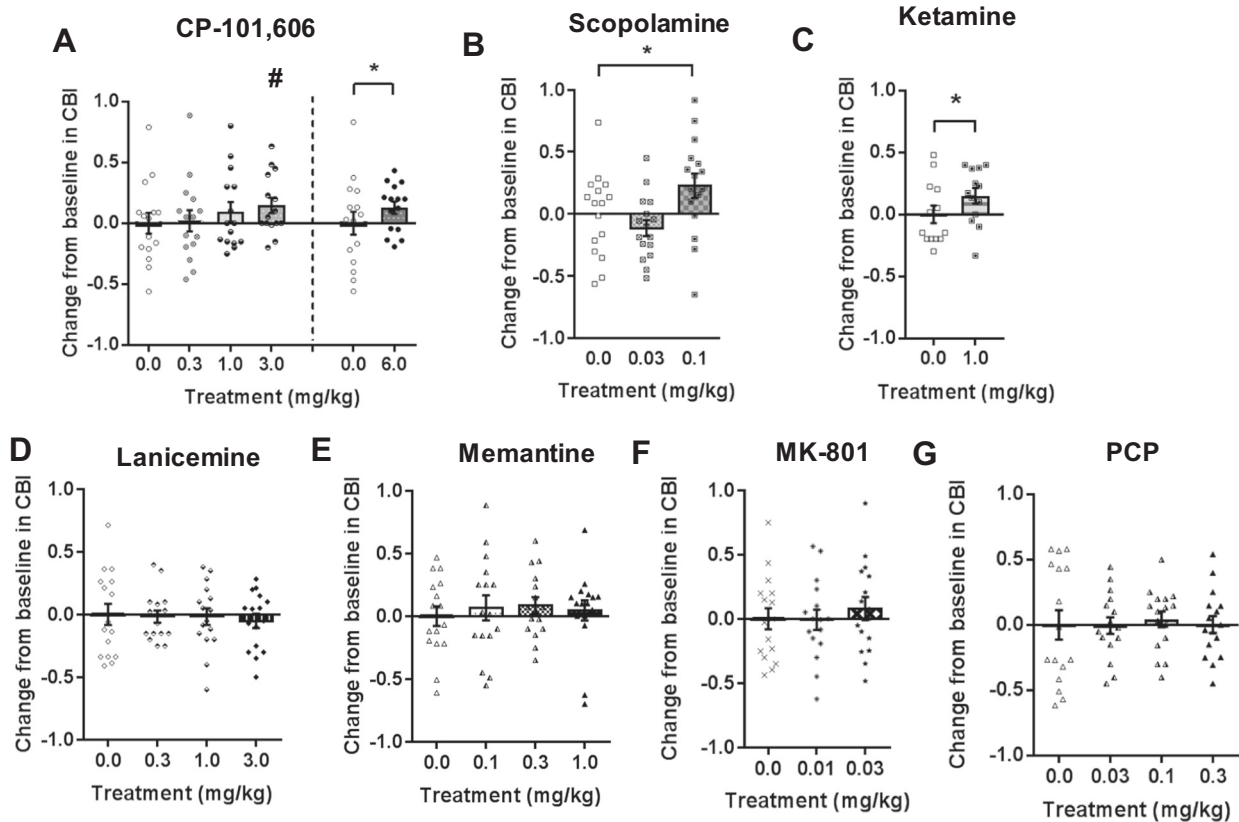 A
CP-101,606
Change from baseline in CBI
1.0
0.5
0.0
-0.5
-1.0
#
*
0.0 0.3 1.0 3.0 0.0 6.0
Treatment (mg/kg)
B
Scopolamine
Change from baseline in CBI
1.0
0.5
0.0
-0.5
-1.0
*
0.0 0.03 0.1
Treatment (mg/kg)
C
Ketamine
Change from baseline in CBI
1.0
0.5
0.0
-0.5
-1.0
*
0.0 1.0
Treatment (mg/kg)
D
Lanicemine
Change from baseline in CBI
1.0
0.5
0.0
-0.5
-1.0
0.0 0.3 1.0 3.0
Treatment (mg/kg)
E
Memantine
Change from baseline in CBI
1.0
0.5
0.0
-0.5
-1.0
0.0 0.1 0.3 1.0
Treatment (mg/kg)
F
MK-801
Change from baseline in CBI
1.0
0.5
0.0
-0.5
-1.0
0.0 0.01 0.03
Treatment (mg/kg)
G
PCP
Change from baseline in CBI
1.0
0.5
0.0
-0.5
-1.0
0.0 0.03 0.1 0.3
Treatment (mg/kg)